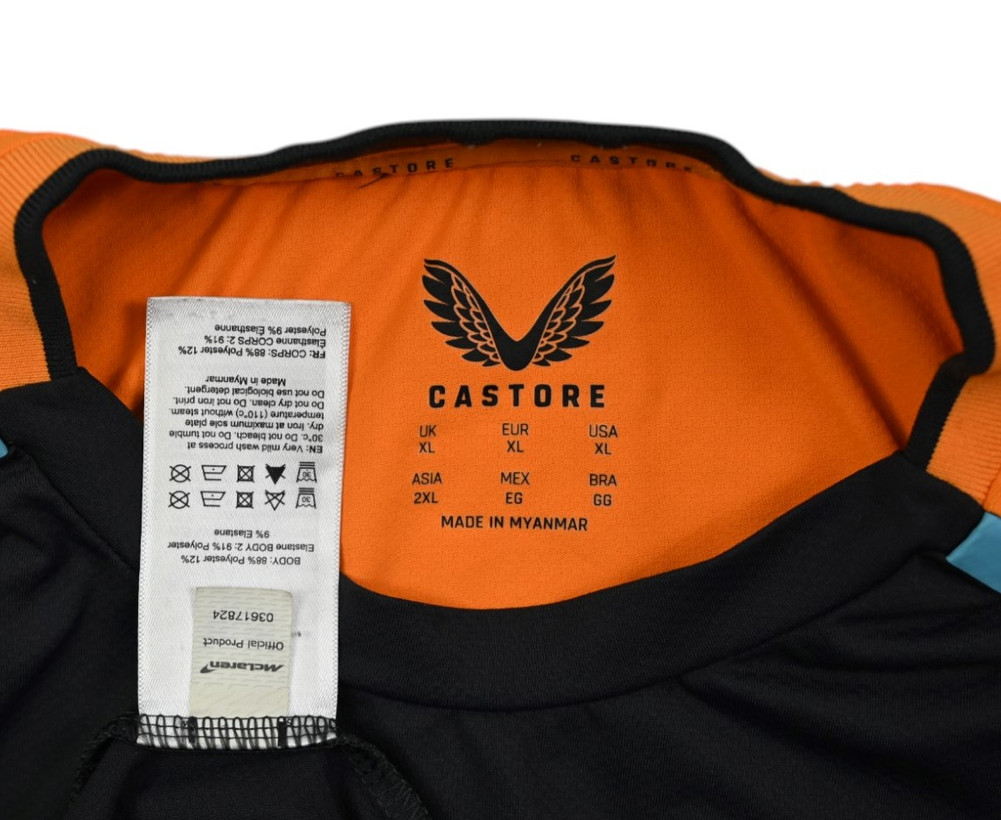 CASTORE CASTORE
CASTORE
UK EUR USA
XL XL XL
ASIA MEX BRA
2XL EG GG
MADE IN MYANMAR
McLaren
Official Product
03617824
BODY: 88% Polyester 12%
Elastane BODY 2: 91% Polyester
9% Elastane
30 30
EN: Very mild wash process at
30°C. Do not bleach. Do not tumble
dry. Iron at maximum sole plate
temperature (110°c) without steam.
Do not dry clean. Do not iron print.
Do not use biological detergent.
Made in Myanmar
FR: CORPS: 88% Polyester 12%
Elasthanne CORPS 2: 91%
Polyester 9% Élasthanne